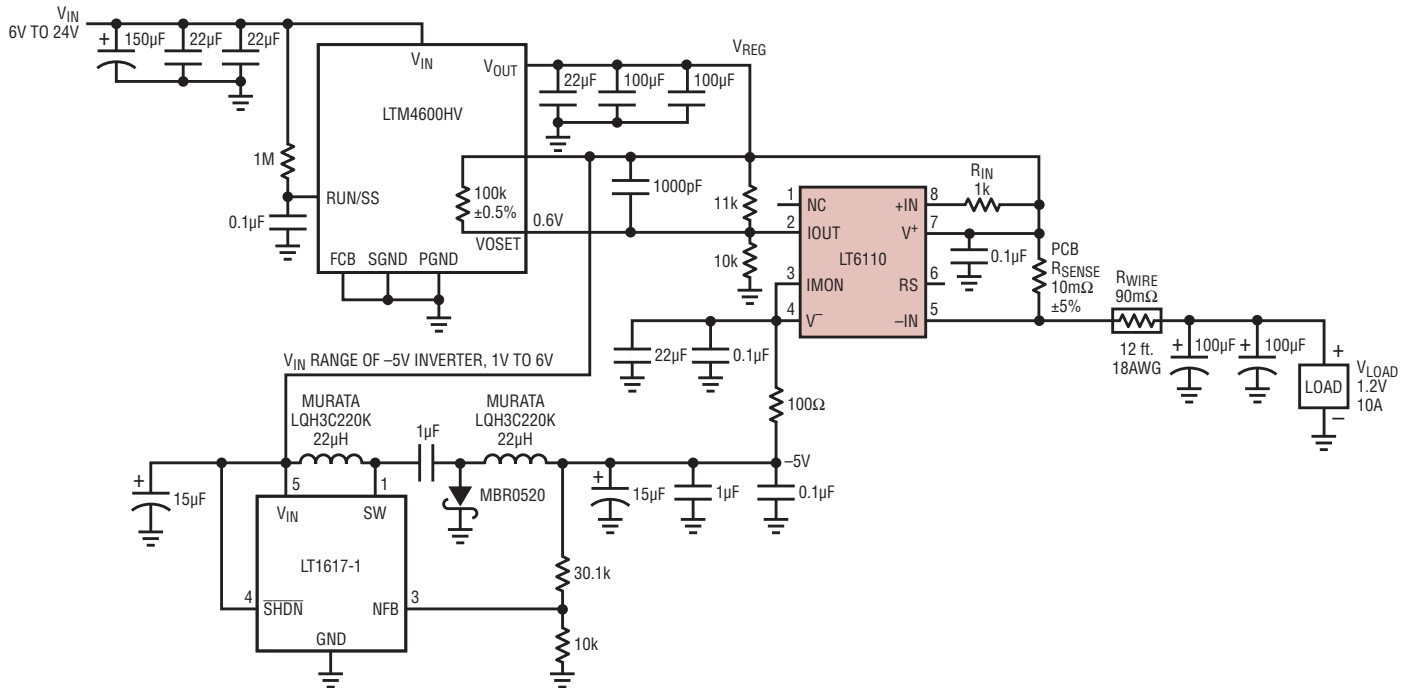 VIN
6V TO 24V
+
150µF
22µF
22µF
VIN
VOUT
LTM4600HV
22µF
100µF
100µF
VREG
1M
RUN/SS
0.1µF
100k
±0.5%
0.6V
VOSET
FCB
SGND
PGND
1000pF
11k
10k
1
NC
2
IOUT
3
IMON
4
V–
LT6110
8
+IN
7
V+
6
RS
5
–IN
RIN
1k
0.1µF
PCB
RSENSE
10mΩ
±5%
RWIRE
90mΩ
12 ft.
18AWG
+
100µF
+
100µF
+
LOAD
–
VLOAD
1.2V
10A
22µF
0.1µF
100Ω
VIN RANGE OF –5V INVERTER, 1V TO 6V
MURATA
LQH3C220K
22µH
1µF
MURATA
LQH3C220K
22µH
–5V
+
15µF
5
1
VIN
SW
MBR0520
+
15µF
1µF
0.1µF
LT1617-1
4
SHDN
NFB
3
GND
30.1k
10k